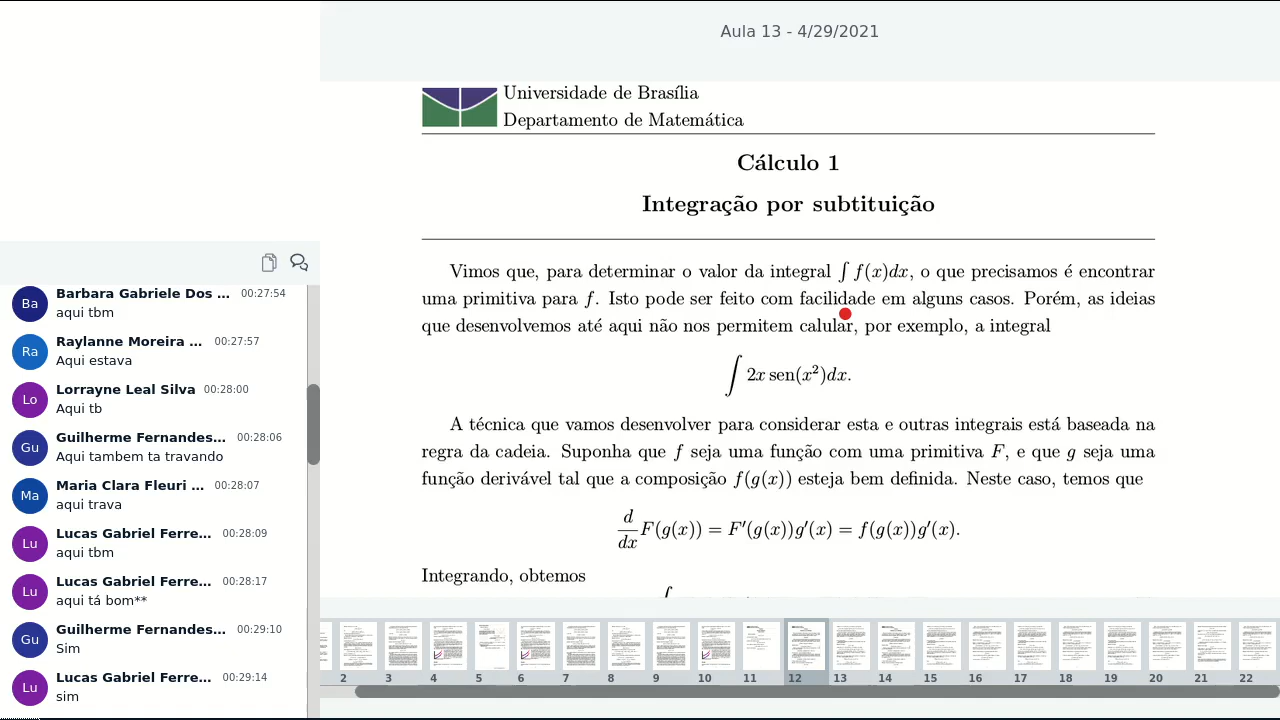 Aula 13 - 4/29/2021
Universidade de Brasília
Departamento de Matemática
Cálculo 1
Integração por subtituição
Vimos que, para determinar o valor da integral ∫ f(x)dx, o que precisamos é encontrar
uma primitiva para f. Isto pode ser feito com facilidade em alguns casos. Porém, as ideias
que desenvolvemos até aqui não nos permitem calular, por exemplo, a integral
∫ 2x sen(x²)dx.
A técnica que vamos desenvolver para considerar esta e outras integrais está baseada na
regra da cadeia. Suponha que f seja uma função com uma primitiva F, e que g seja uma
função derivável tal que a composição f(g(x)) esteja bem definida. Neste caso, temos que
d/dx F(g(x)) = F′(g(x))g′(x) = f(g(x))g′(x).
Integrando, obtemos
Ba Barbara Gabriele Dos ... 00:27:54
aqui tbm
Ra Raylanne Moreira ... 00:27:57
Aqui estava
Lo Lorrayne Leal Silva 00:28:00
Aqui tb
Gu Guilherme Fernandes... 00:28:06
Aqui tambem ta travando
Ma Maria Clara Fleuri ... 00:28:07
aqui trava
Lu Lucas Gabriel Ferre... 00:28:09
aqui tbm
Lu Lucas Gabriel Ferre... 00:28:17
aqui tá bom**
Gu Guilherme Fernandes... 00:29:10
Sim
Lu Lucas Gabriel Ferre... 00:29:14
sim
2 3 4 5 6 7 8 9 10 11 12 13 14 15 16 17 18 19 20 21 22